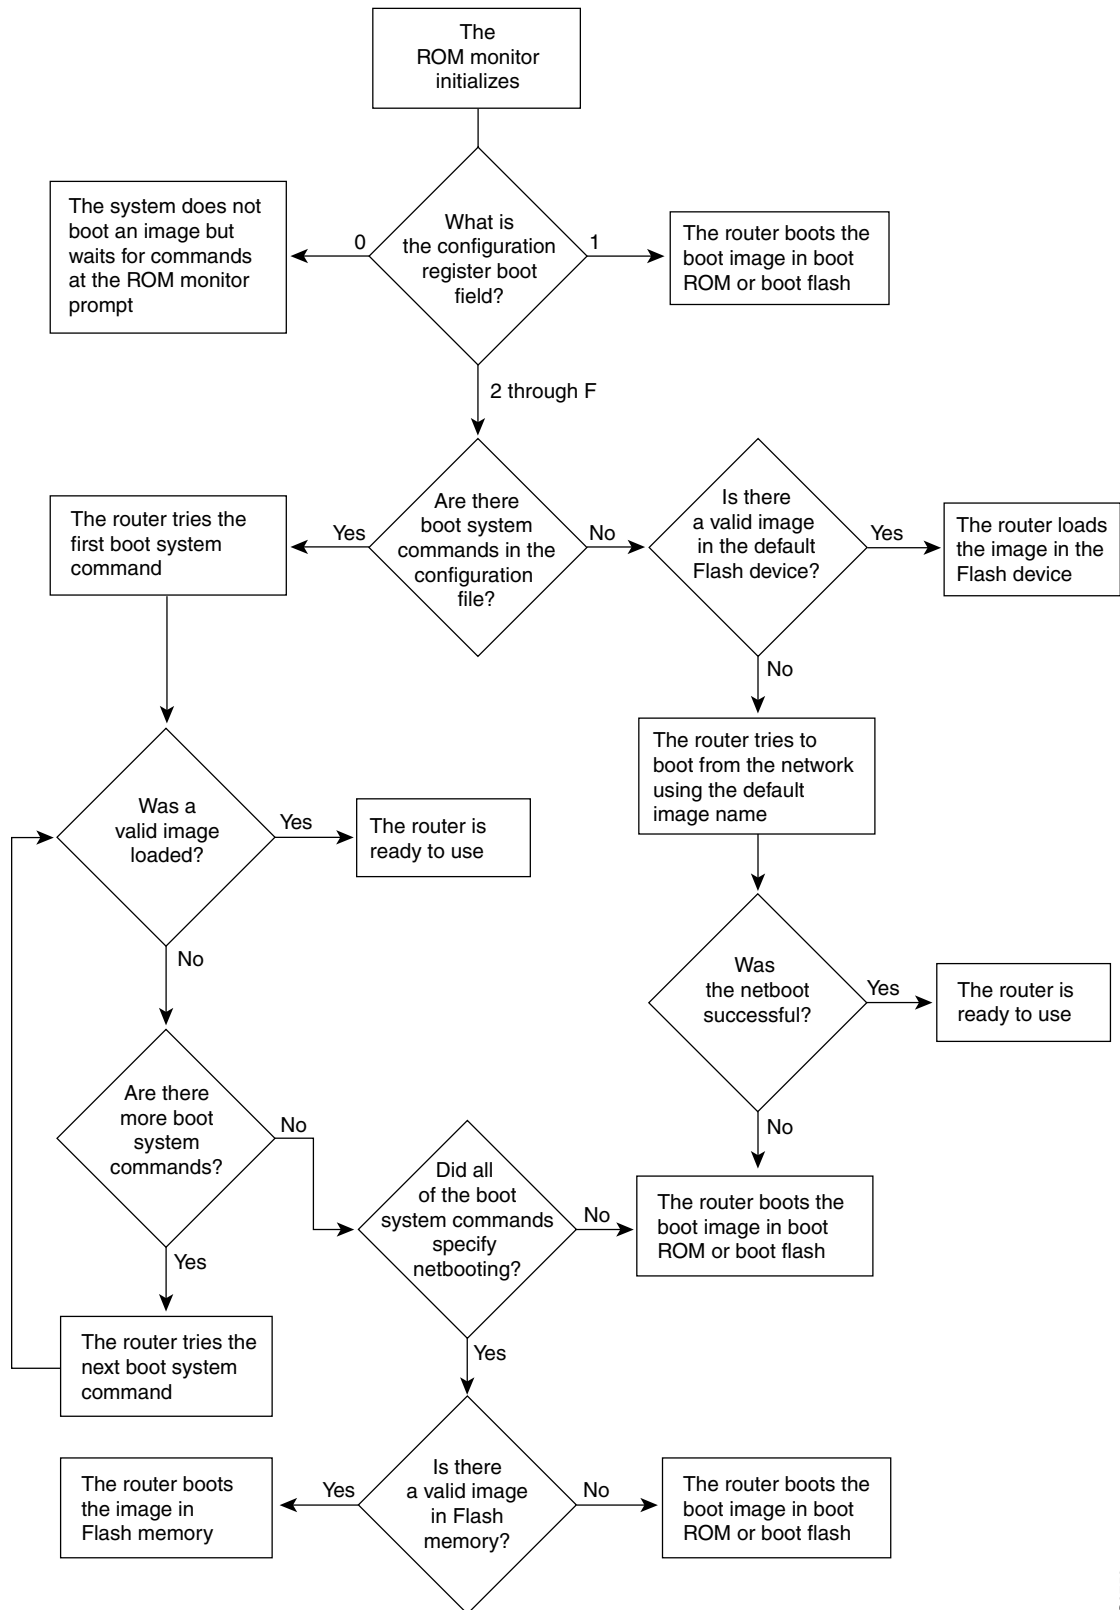 The
ROM monitor
initializes
What is
the configuration
register boot
field?
0
1
The system does not
boot an image but
waits for commands
at the ROM monitor
prompt
The router boots the
boot image in boot
ROM or boot flash
2 through F
Are there
boot system
commands in the
configuration
file?
Yes
No
The router tries the
first boot system
command
Is there
a valid image
in the default
Flash device?
Yes
The router loads
the image in the
Flash device
No
The router tries to
boot from the network
using the default
image name
Was a
valid image
loaded?
Yes
The router is
ready to use
No
Was
the netboot
successful?
Yes
The router is
ready to use
No
Are there
more boot
system
commands?
No
Yes
Did all
of the boot
system commands
specify
netbooting?
No
The router boots the
boot image in boot
ROM or boot flash
Yes
The router tries the
next boot system
command
Is there
a valid image
in Flash
memory?
Yes
The router boots
the image in
Flash memory
No
The router boots the
boot image in boot
ROM or boot flash